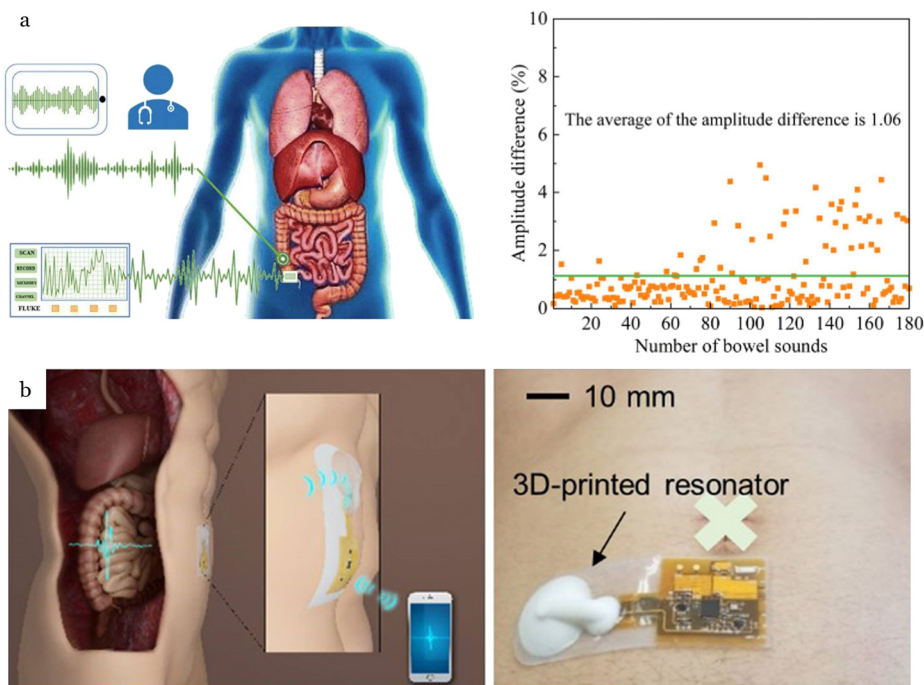 a
SCAN
RECORD
MEMORY
CHANNEL
FLUKE
Amplitude difference (%)
10
8
6
4
2
0
The average of the amplitude difference is 1.06
20 40 60 80 100 120 140 160 180
Number of bowel sounds
b
10 mm
3D-printed resonator